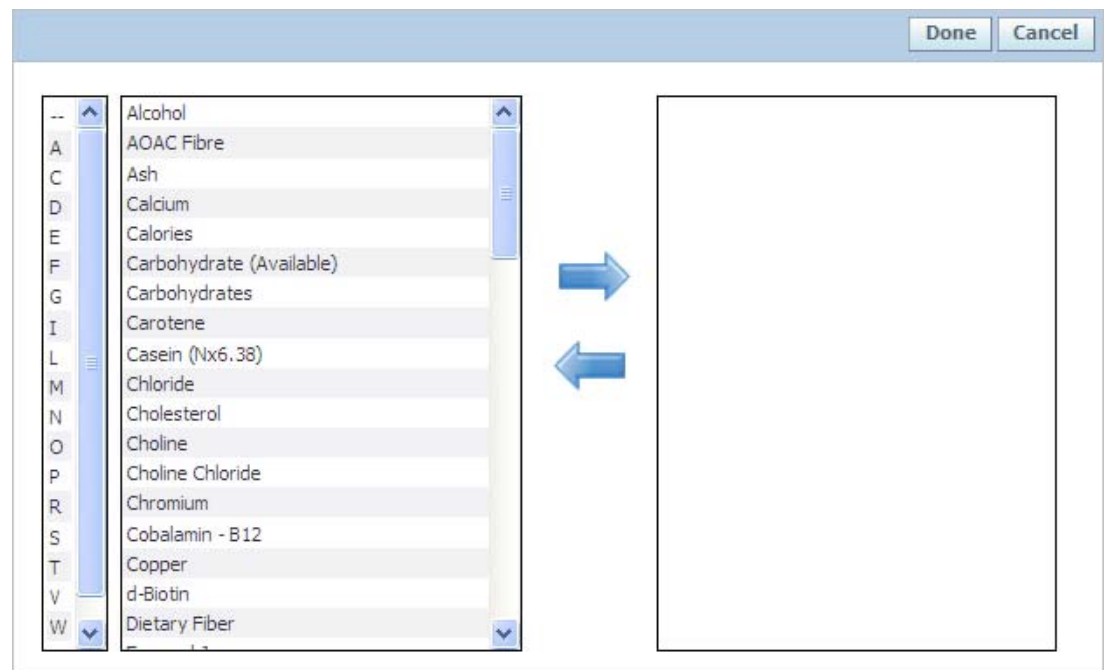 Done Cancel
--
A
C
D
E
F
G
I
L
M
N
O
P
R
S
T
V
W
Alcohol
AOAC Fibre
Ash
Calcium
Calories
Carbohydrate (Available)
Carbohydrates
Carotene
Casein (Nx6.38)
Chloride
Cholesterol
Choline
Choline Chloride
Chromium
Cobalamin - B12
Copper
d-Biotin
Dietary Fiber